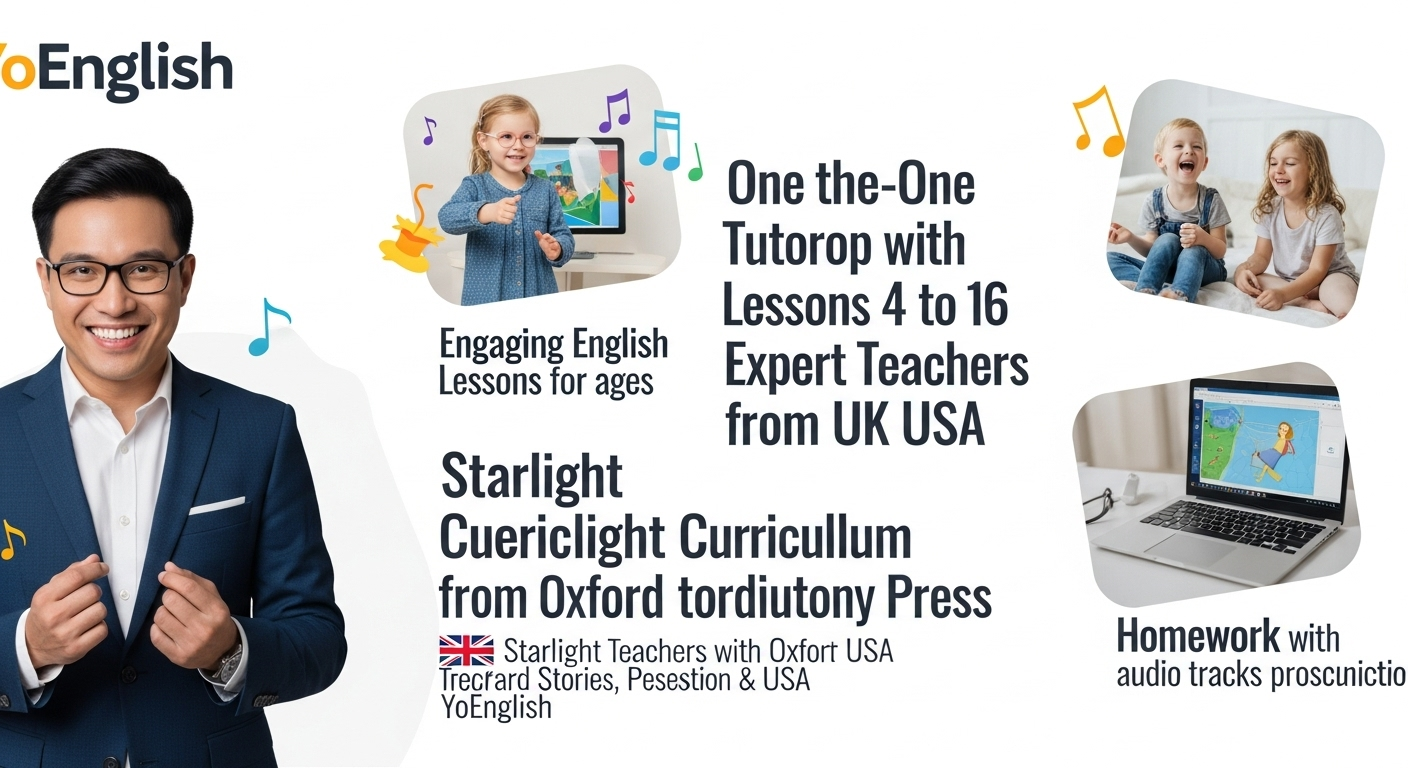 YoEnglish
Engaging English
Lessons for ages
One the-One
Tutorop with
Lessons 4 to 16
Expert Teachers
from UK USA
Starlight
Cuericlight Curricullum
from Oxford tordiutony Press
Starlight Teachers with Oxfort USA
Trecrard Stories, Pesestion & USA
YoEnglish
Homework with
audio tracks proscunictio